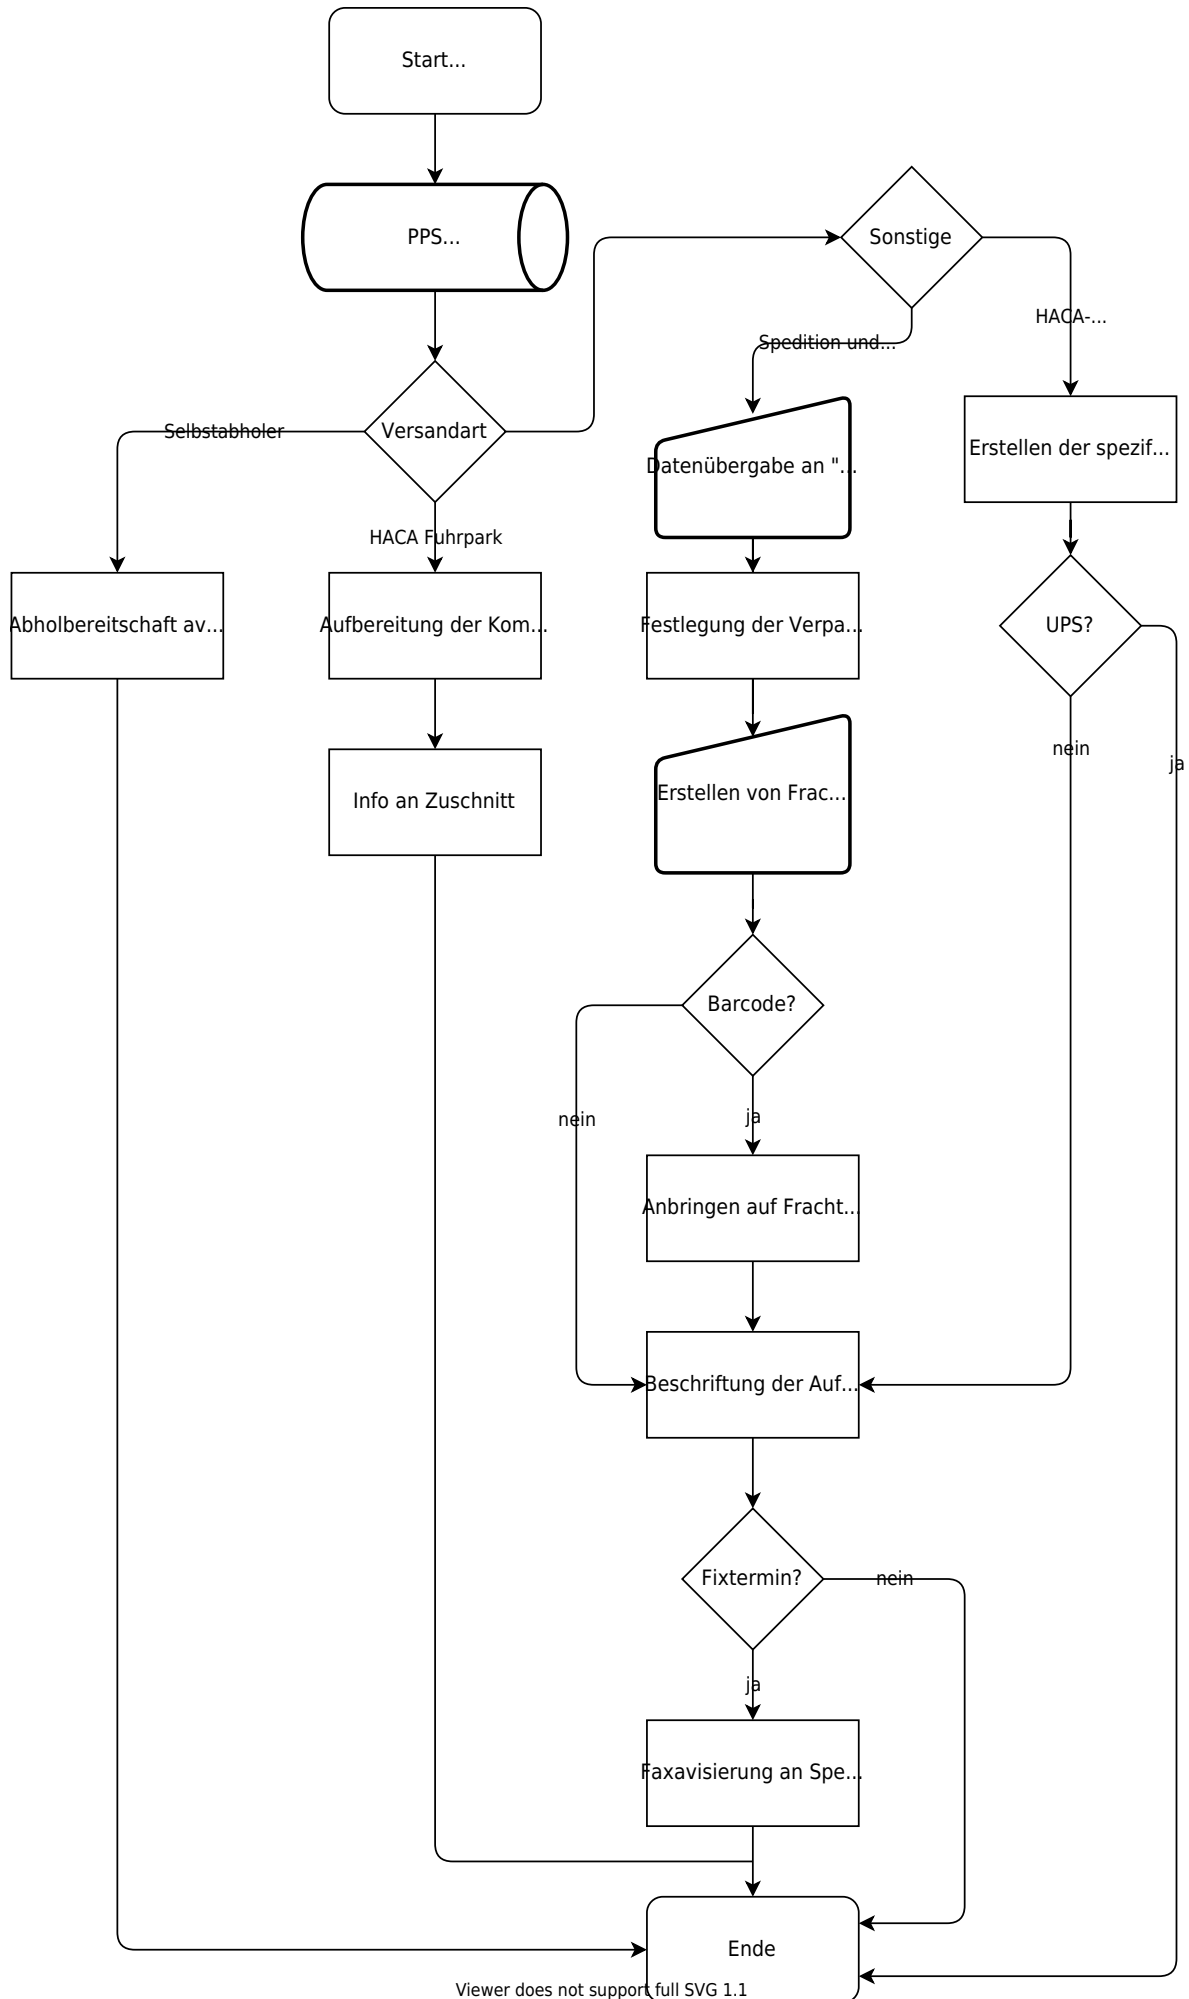 Start...
PPS...
Sonstige
HACA-...
Spedition und...
Versandart
Selbstabholer
Erstellen der spezif...
Datenübergabe an "...
HACA Fuhrpark
Abholbereitschaft av...
Aufbereitung der Kom...
Festlegung der Verpa...
UPS?
nein
ja
Info an Zuschnitt
Erstellen von Frac...
Barcode?
nein
ja
Anbringen auf Fracht...
Beschriftung der Auf...
Fixtermin?
nein
ja
Faxavisierung an Spe...
Ende
Viewer does not support full SVG 1.1